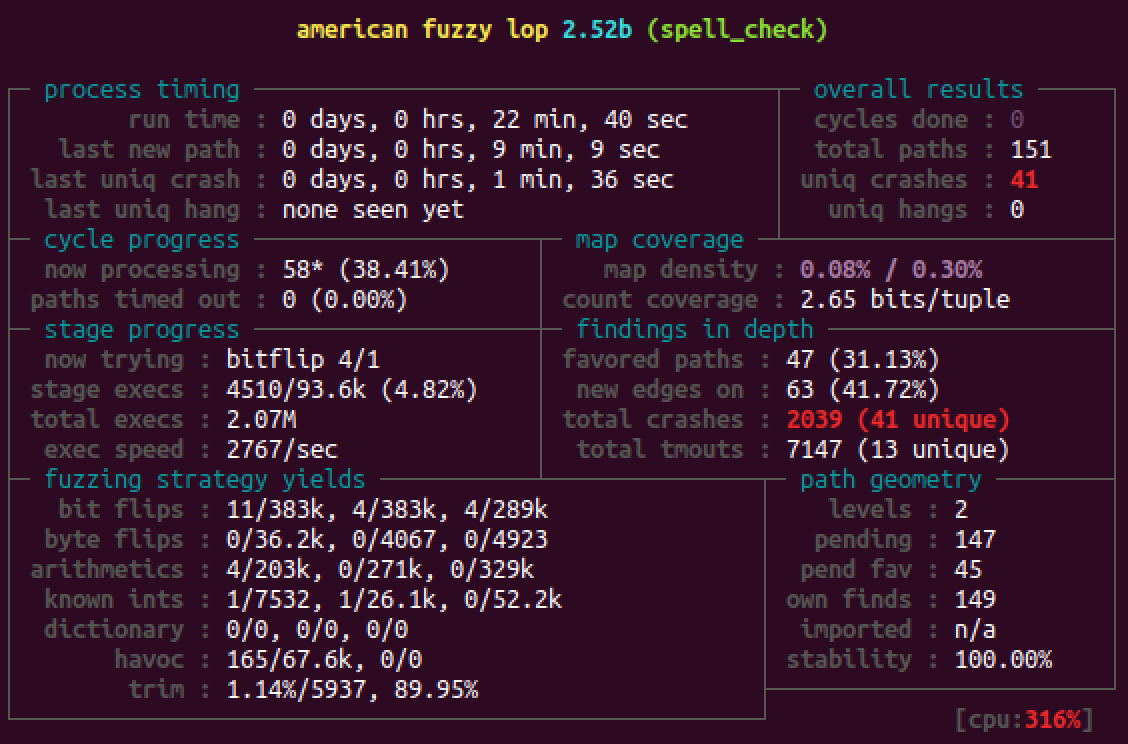 american fuzzy lop 2.52b (spell_check)
process timing overall results
run time : 0 days, 0 hrs, 22 min, 40 sec cycles done : 0
last new path : 0 days, 0 hrs, 9 min, 9 sec total paths : 151
last uniq crash : 0 days, 0 hrs, 1 min, 36 sec uniq crashes : 41
last uniq hang : none seen yet uniq hangs : 0
cycle progress map coverage
now processing : 58* (38.41%) map density : 0.08% / 0.30%
paths timed out : 0 (0.00%) count coverage : 2.65 bits/tuple
stage progress findings in depth
now trying : bitflip 4/1 favored paths : 47 (31.13%)
stage execs : 4510/93.6k (4.82%) new edges on : 63 (41.72%)
total execs : 2.07M total crashes : 2039 (41 unique)
exec speed : 2767/sec total tmouts : 7147 (13 unique)
fuzzing strategy yields path geometry
bit flips : 11/383k, 4/383k, 4/289k levels : 2
byte flips : 0/36.2k, 0/4067, 0/4923 pending : 147
arithmetics : 4/203k, 0/271k, 0/329k pend fav : 45
known ints : 1/7532, 1/26.1k, 0/52.2k own finds : 149
dictionary : 0/0, 0/0, 0/0 imported : n/a
havoc : 165/67.6k, 0/0 stability : 100.00%
trim : 1.14%/5937, 89.95%
[cpu:316%]